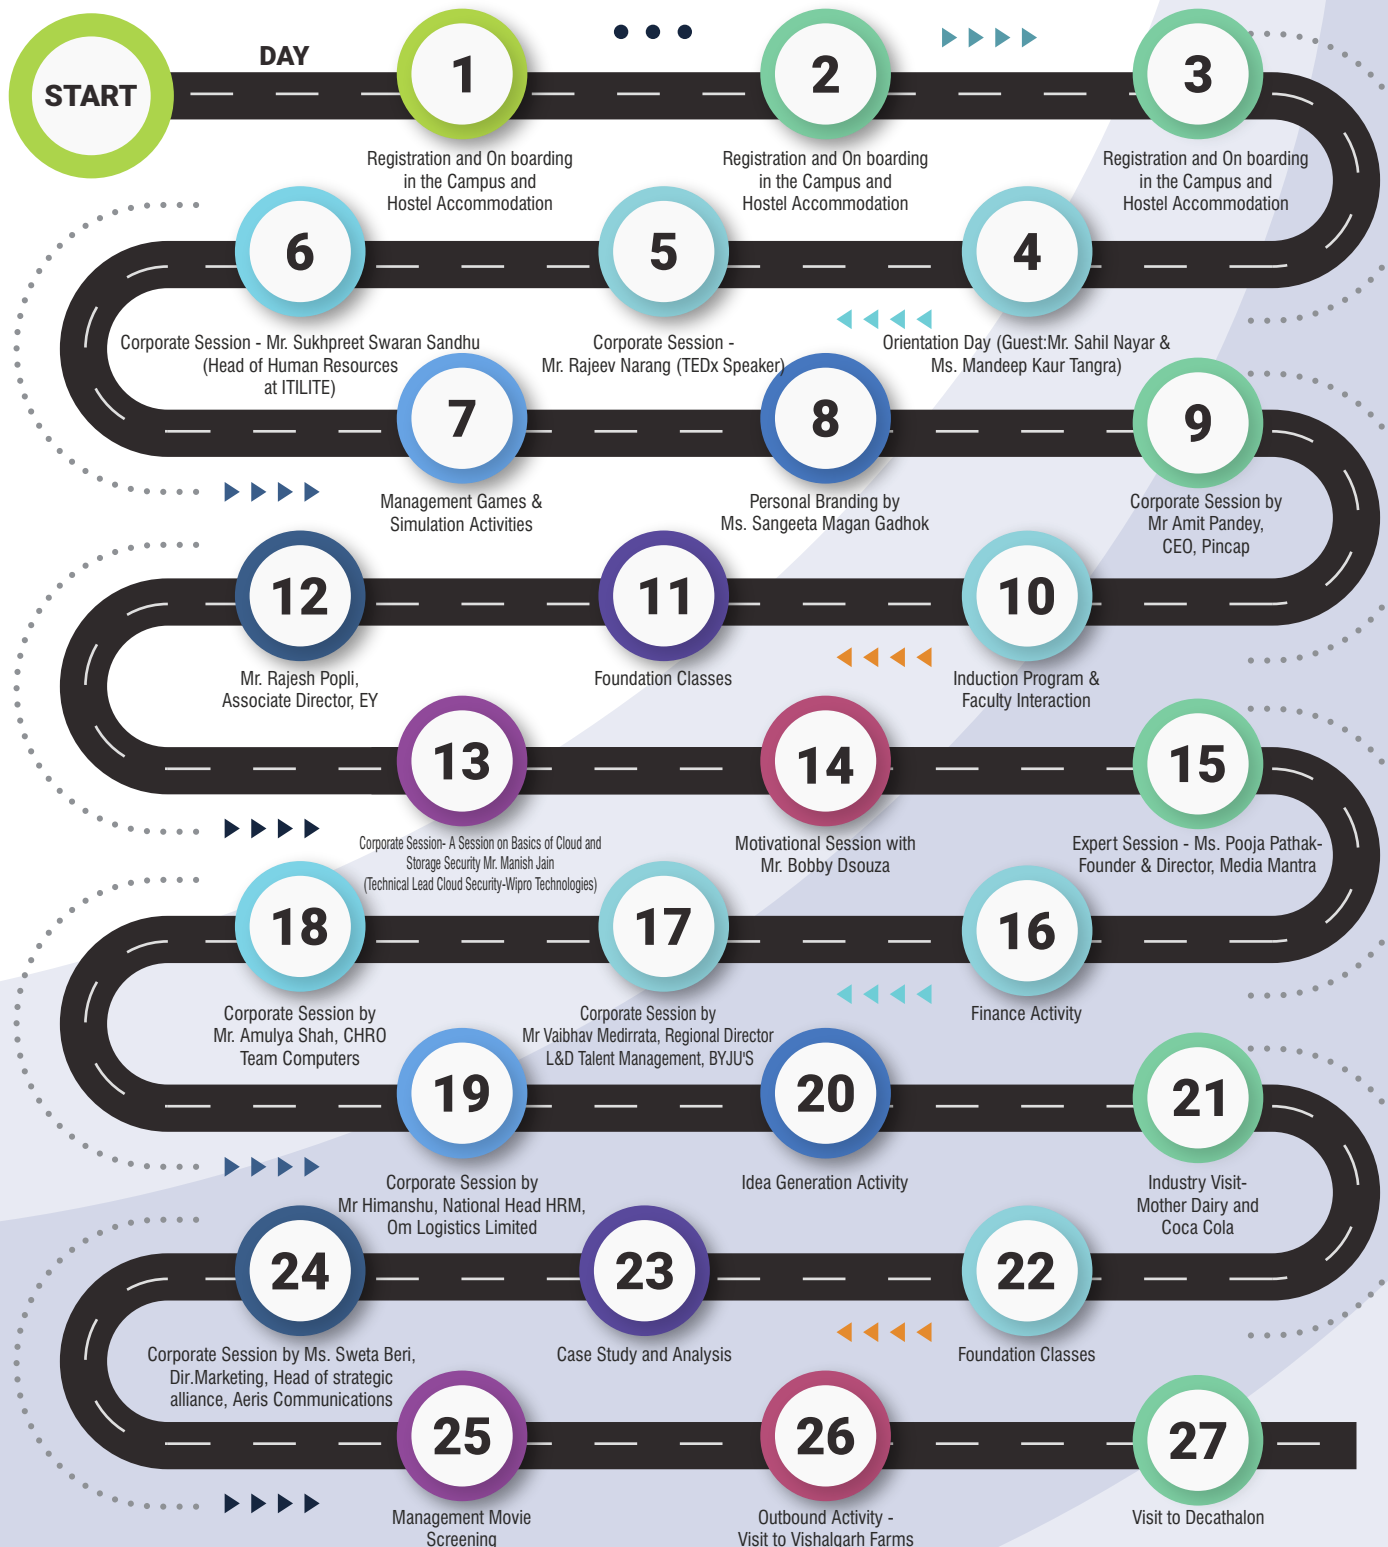 START
DAY
1
Registration and On boarding
in the Campus and
Hostel Accommodation
2
Registration and On boarding
in the Campus and
Hostel Accommodation
3
Registration and On boarding
in the Campus and
Hostel Accommodation
4
Orientation Day (Guest:Mr. Sahil Nayar &
Ms. Mandeep Kaur Tangra)
5
Corporate Session -
Mr. Rajeev Narang (TEDx Speaker)
6
Corporate Session - Mr. Sukhpreet Swaran Sandhu
(Head of Human Resources
at ITILITE)
7
Management Games &
Simulation Activities
8
Personal Branding by
Ms. Sangeeta Magan Gadhok
9
Corporate Session by
Mr Amit Pandey,
CEO, Pincap
10
Induction Program &
Faculty Interaction
11
Foundation Classes
12
Mr. Rajesh Popli,
Associate Director, EY
13
Corporate Session- A Session on Basics of Cloud and
Storage Security Mr. Manish Jain
(Technical Lead Cloud Security-Wipro Technologies)
14
Motivational Session with
Mr. Bobby Dsouza
15
Expert Session - Ms. Pooja Pathak-
Founder & Director, Media Mantra
16
Finance Activity
17
Corporate Session by
Mr Vaibhav Medirrata, Regional Director
L&D Talent Management, BYJU'S
18
Corporate Session by
Mr. Amulya Shah, CHRO
Team Computers
19
Corporate Session by
Mr Himanshu, National Head HRM,
Om Logistics Limited
20
Idea Generation Activity
21
Industry Visit-
Mother Dairy and
Coca Cola
22
Foundation Classes
23
Case Study and Analysis
24
Corporate Session by Ms. Sweta Beri,
Dir.Marketing, Head of strategic
alliance, Aeris Communications
25
Management Movie
Screening
26
Outbound Activity -
Visit to Vishalgarh Farms
27
Visit to Decathalon